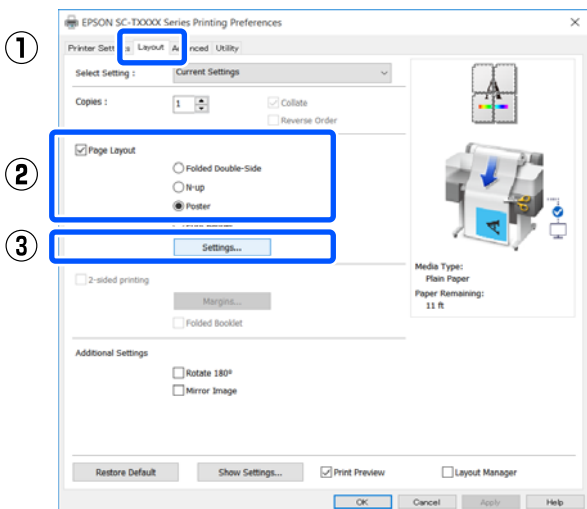 EPSON SC-TXXXX Series Printing Preferences
1
Layout
Utility
Select Setting :
Current Settings
Copies :
1
Collate
Reverse Order
2
Page Layout
Folded Double-Side
N-up
Poster
3
Settings...
2-sided printing
Margins...
Folded Booklet
Media Type:
Plain Paper
Paper Remaining:
11 ft
Additional Settings
Rotate 180°
Mirror Image
Restore Default
Show Settings...
Print Preview
Layout Manager
OK
Cancel
Apply
Help